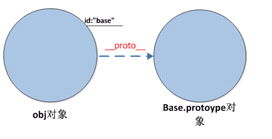 id:"base"
__proto__
obj对象
Base.protoype对
象